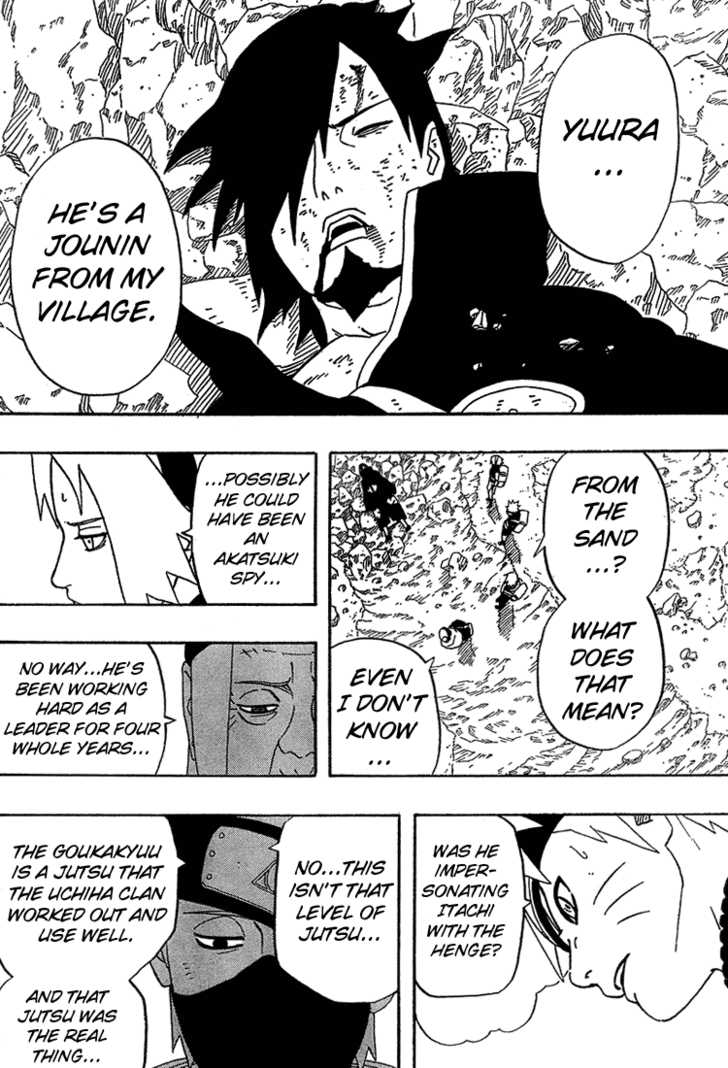 YUURA
...
HE'S A
JOUNIN
FROM MY
VILLAGE.
FROM
THE
SAND
...?
WHAT
DOES
THAT
MEAN?
EVEN
I DON'T
KNOW
...
...POSSIBLY
HE COULD
HAVE BEEN
AN
AKATSUKI
SPY...
NO WAY...HE'S
BEEN WORKING
HARD AS A
LEADER FOR FOUR
WHOLE YEARS...
WAS HE
IMPER-
SONATING
ITACHI
WITH THE
HENGE?
NO...THIS
ISN'T THAT
LEVEL OF
JUTSU...
THE GOUKAKYUU
IS A JUTSU THAT
THE UCHIHA CLAN
WORKED OUT AND
USE WELL.
AND THAT
JUTSU WAS
THE REAL
THING...